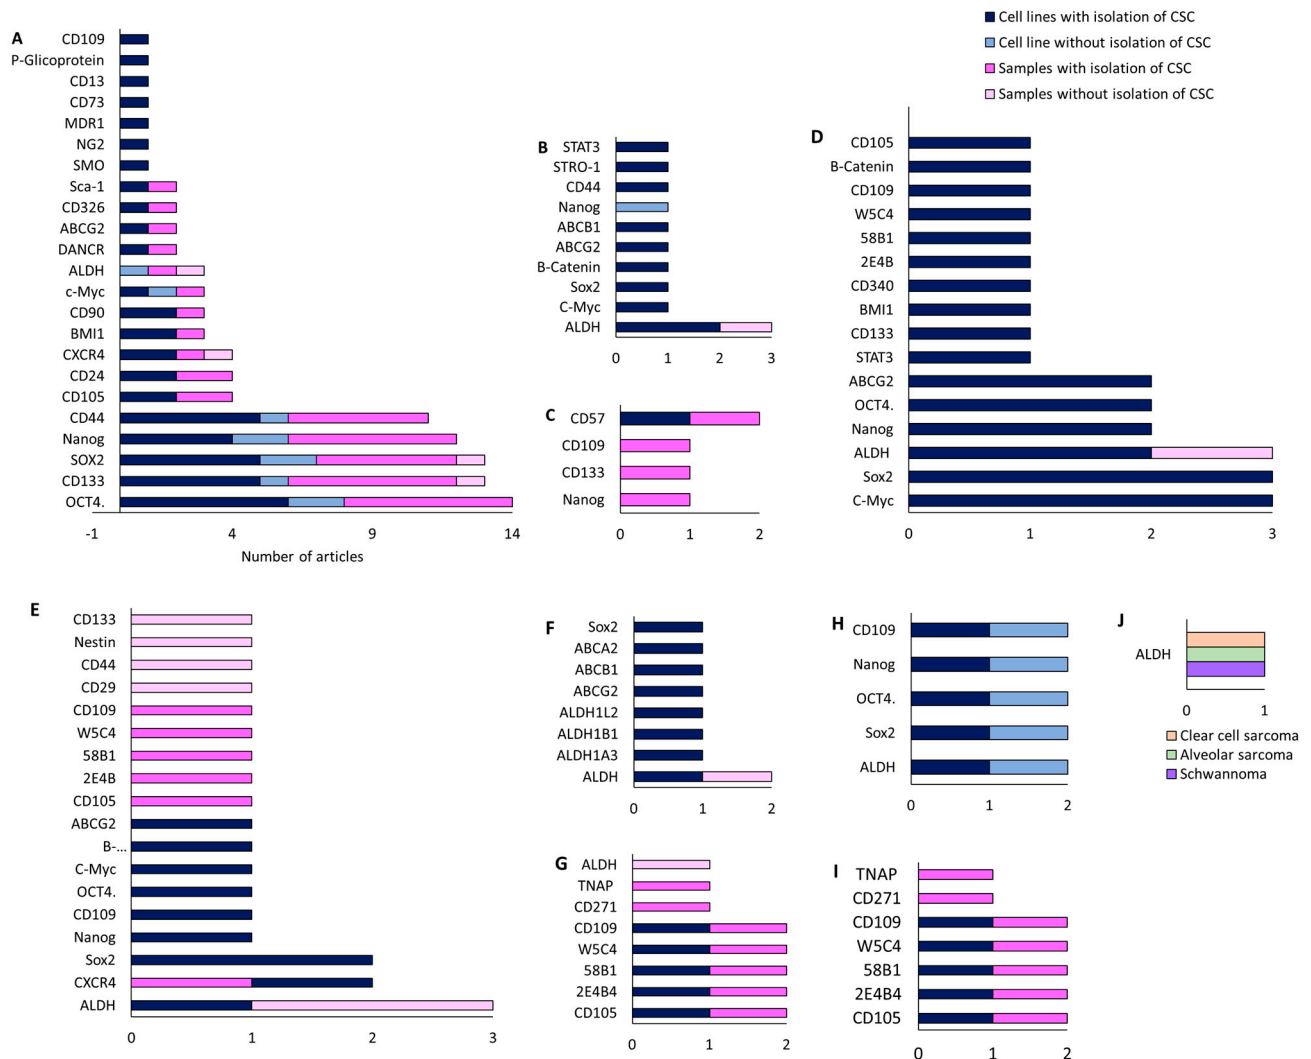 Cell lines with isolation of CSC
Cell line without isolation of CSC
Samples with isolation of CSC
Samples without isolation of CSC
A
CD109
P-Glicoprotein
CD13
CD73
MDR1
NG2
SMO
Sca-1
CD326
ABCG2
DANCR
ALDH
c-Myc
CD90
BMI1
CXCR4
CD24
CD105
CD44
Nanog
SOX2
CD133
OCT4.
-1 4 9 14
Number of articles
B
STAT3
STRO-1
CD44
Nanog
ABCB1
ABCG2
B-Catenin
Sox2
C-Myc
ALDH
0 1 2 3
C
CD57
CD109
CD133
Nanog
0 1 2
D
CD105
B-Catenin
CD109
W5C4
58B1
2E4B
CD340
BMI1
CD133
STAT3
ABCG2
OCT4.
Nanog
ALDH
Sox2
C-Myc
0 1 2 3
E
CD133
Nestin
CD44
CD29
CD109
W5C4
58B1
2E4B
CD105
ABCG2
B-...
C-Myc
OCT4.
CD109
Nanog
Sox2
CXCR4
ALDH
0 1 2 3
F
Sox2
ABCA2
ABCB1
ABCG2
ALDH1L2
ALDH1B1
ALDH1A3
ALDH
0 1 2
G
ALDH
TNAP
CD271
CD109
W5C4
58B1
2E4B4
CD105
0 1 2
H
CD109
Nanog
OCT4.
Sox2
ALDH
0 1 2
I
TNAP
CD271
CD109
W5C4
58B1
2E4B4
CD105
0 1 2
J
ALDH
0 1
Clear cell sarcoma
Alveolar sarcoma
Schwannoma